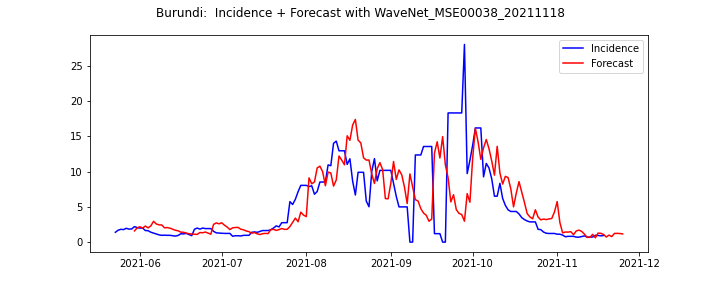 Burundi:  Incidence + Forecast with WaveNet_MSE00038_20211118
Incidence
Forecast
25
20
15
10
5
0
2021-06 2021-07 2021-08 2021-09 2021-10 2021-11 2021-12